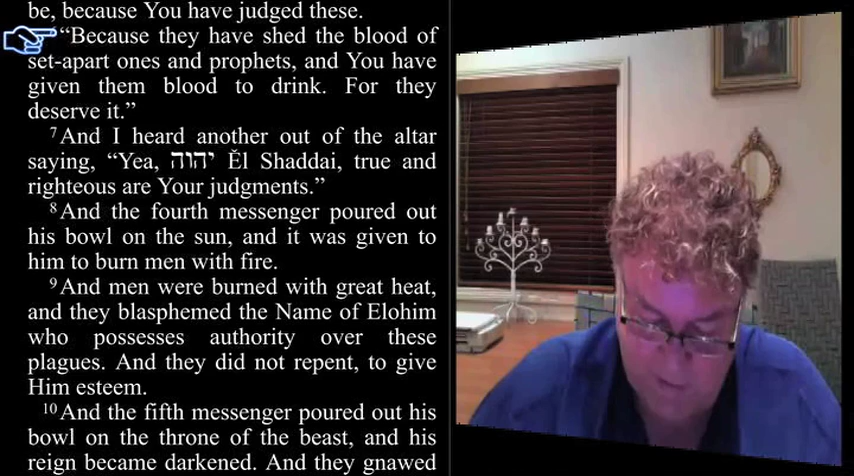 be, because You have judged these.
“Because they have shed the blood of
set-apart ones and prophets, and You have
given them blood to drink. For they
deserve it.”
7And I heard another out of the altar
saying, “Yea, יהוה Ěl Shaddai, true and
righteous are Your judgments.”
8And the fourth messenger poured out
his bowl on the sun, and it was given to
him to burn men with fire.
9And men were burned with great heat,
and they blasphemed the Name of Elohim
who possesses authority over these
plagues. And they did not repent, to give
Him esteem.
10And the fifth messenger poured out his
bowl on the throne of the beast, and his
reign became darkened. And they gnawed